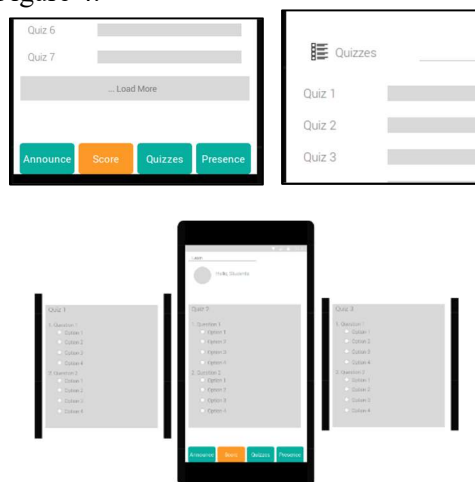 Quiz 6
Quiz 7
... Load More
Announce Score Quizzes Presence
Quizzes
Quiz 1
Quiz 2
Quiz 3
Quiz 1
1. Question 1
Option 1
Option 2
Option 3
Option 4
2. Question 2
Option 1
Option 2
Option 3
Option 4
Hello, Students
Quiz 2
1. Question 1
Option 1
Option 2
Option 3
Option 4
2. Question 2
Option 1
Option 2
Option 3
Option 4
Announce Score Quizzes Presence
Quiz 3
1. Question 1
Option 1
Option 2
Option 3
Option 4
2. Question 2
Option 1
Option 2
Option 3
Option 4